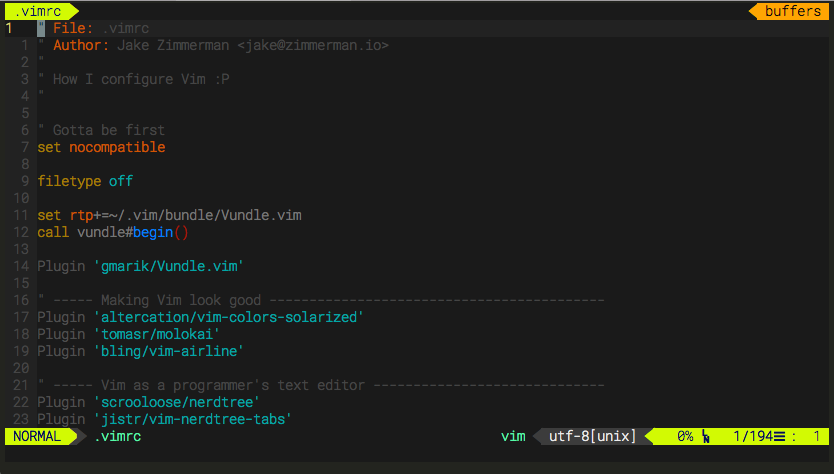 .vimrc buffers
1 " File: .vimrc
1 " Author: Jake Zimmerman <jake@zimmerman.io>
2 "
3 " How I configure Vim :P
4 "
5
6 " Gotta be first
7 set nocompatible
8
9 filetype off
10
11 set rtp+=~/.vim/bundle/Vundle.vim
12 call vundle#begin()
13
14 Plugin 'gmarik/Vundle.vim'
15
16 " ----- Making Vim look good ------------------------------------------
17 Plugin 'altercation/vim-colors-solarized'
18 Plugin 'tomasr/molokai'
19 Plugin 'bling/vim-airline'
20
21 " ----- Vim as a programmer's text editor -----------------------------
22 Plugin 'scrooloose/nerdtree'
23 Plugin 'jistr/vim-nerdtree-tabs'
NORMAL .vimrc vim utf-8[unix] 0% ␤ 1/194☰ : 1